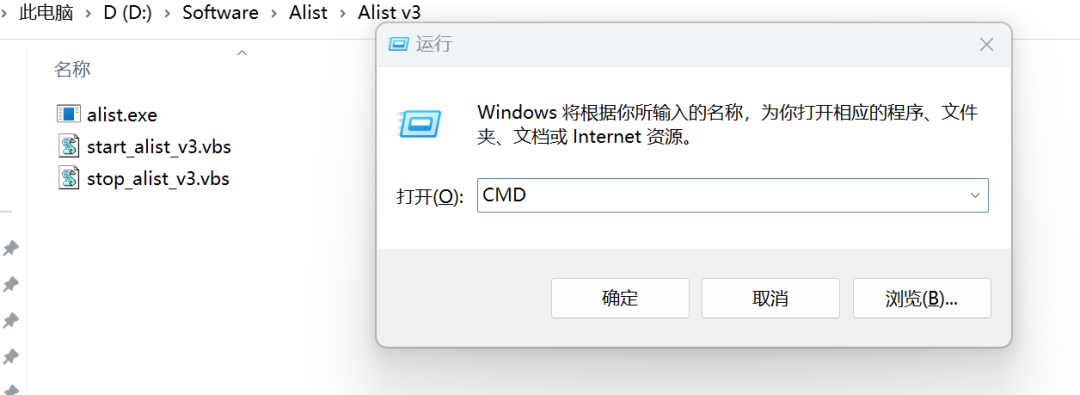 此电脑 › D (D:) › Software › Alist › Alist v3
名称
alist.exe
start_alist_v3.vbs
stop_alist_v3.vbs
运行
Windows 将根据你所输入的名称，为你打开相应的程序、文件
夹、文档或 Internet 资源。
打开(O): CMD
确定 取消 浏览(B)...